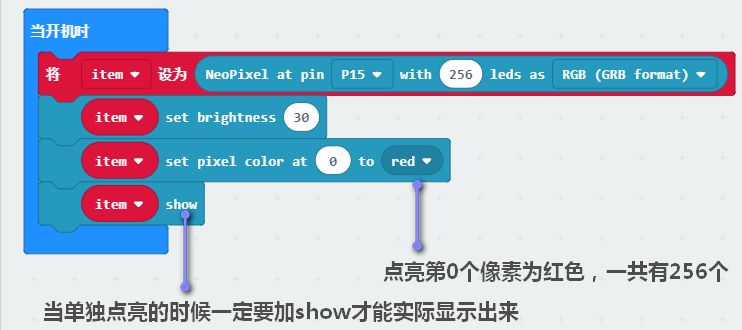 当开机时
将 item 设为 NeoPixel at pin P15 with 256 leds as RGB (GRB format)
item set brightness 30
item set pixel color at 0 to red
item show
点亮第0个像素为红色，一共有256个
当单独点亮的时候一定要加show才能实际显示出来